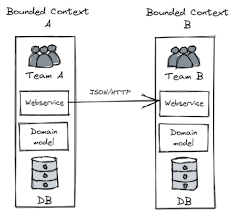 Bounded Context
A
Bounded Context
B
Team A
Team B
JSON/HTTP
Webservice
Webservice
Domain
model
Domain
model
DB
DB